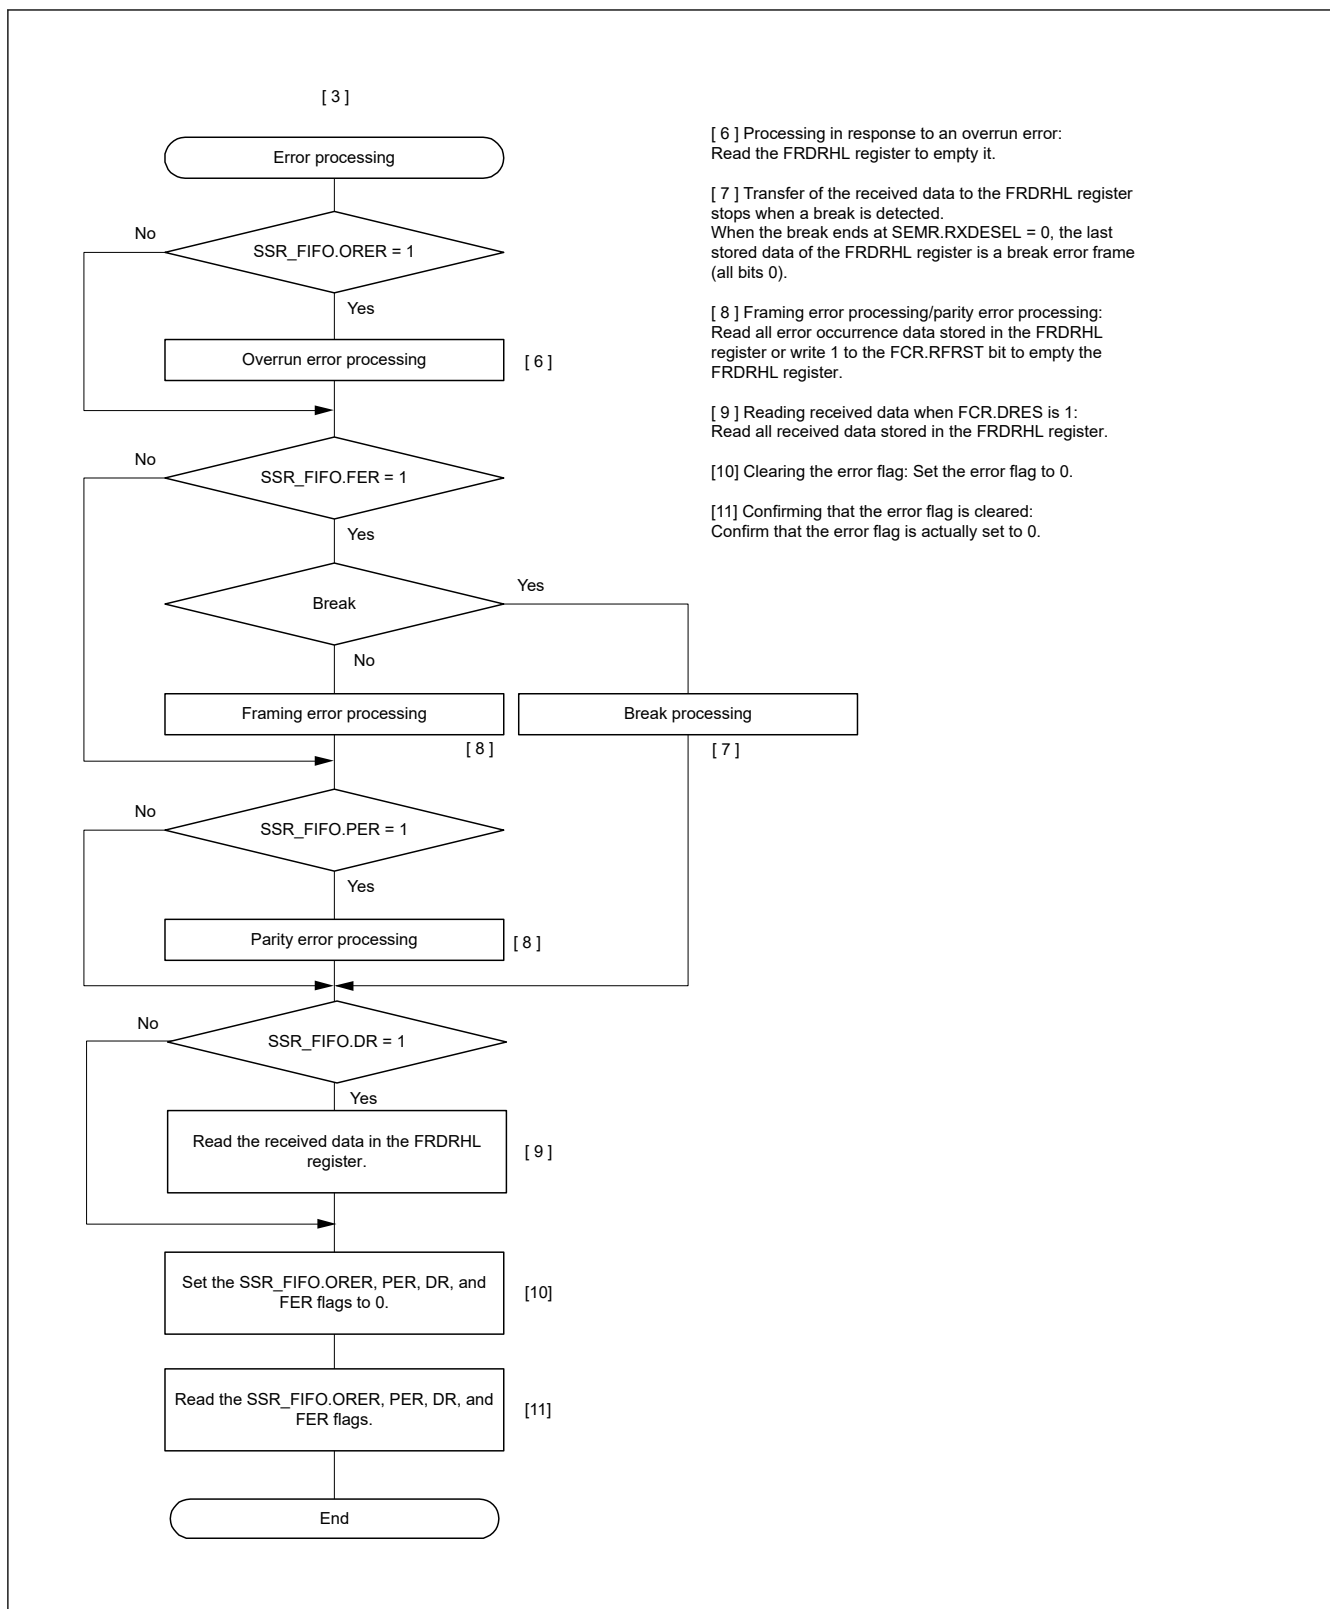 [ 3 ]
Error processing
No
SSR_FIFO.ORER = 1
Yes
Overrun error processing
[ 6 ]
No
SSR_FIFO.FER = 1
Yes
Break
Yes
No
Framing error processing
[ 8 ]
Break processing
[ 7 ]
No
SSR_FIFO.PER = 1
Yes
Parity error processing
[ 8 ]
No
SSR_FIFO.DR = 1
Yes
Read the received data in the FRDRHL
register.
[ 9 ]
Set the SSR_FIFO.ORER, PER, DR, and
FER flags to 0.
[10]
Read the SSR_FIFO.ORER, PER, DR, and
FER flags.
[11]
End
[ 6 ] Processing in response to an overrun error:
Read the FRDRHL register to empty it.
[ 7 ] Transfer of the received data to the FRDRHL register
stops when a break is detected.
When the break ends at SEMR.RXDESEL = 0, the last
stored data of the FRDRHL register is a break error frame
(all bits 0).
[ 8 ] Framing error processing/parity error processing:
Read all error occurrence data stored in the FRDRHL
register or write 1 to the FCR.RFRST bit to empty the
FRDRHL register.
[ 9 ] Reading received data when FCR.DRES is 1:
Read all received data stored in the FRDRHL register.
[10] Clearing the error flag: Set the error flag to 0.
[11] Confirming that the error flag is cleared:
Confirm that the error flag is actually set to 0.